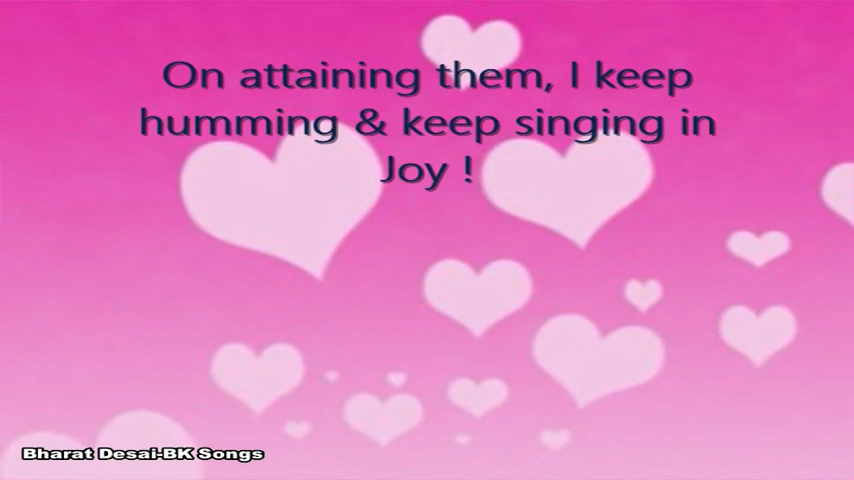 On attaining them, I keep
humming & keep singing in
Joy !
Bharat Desai-BK Songs